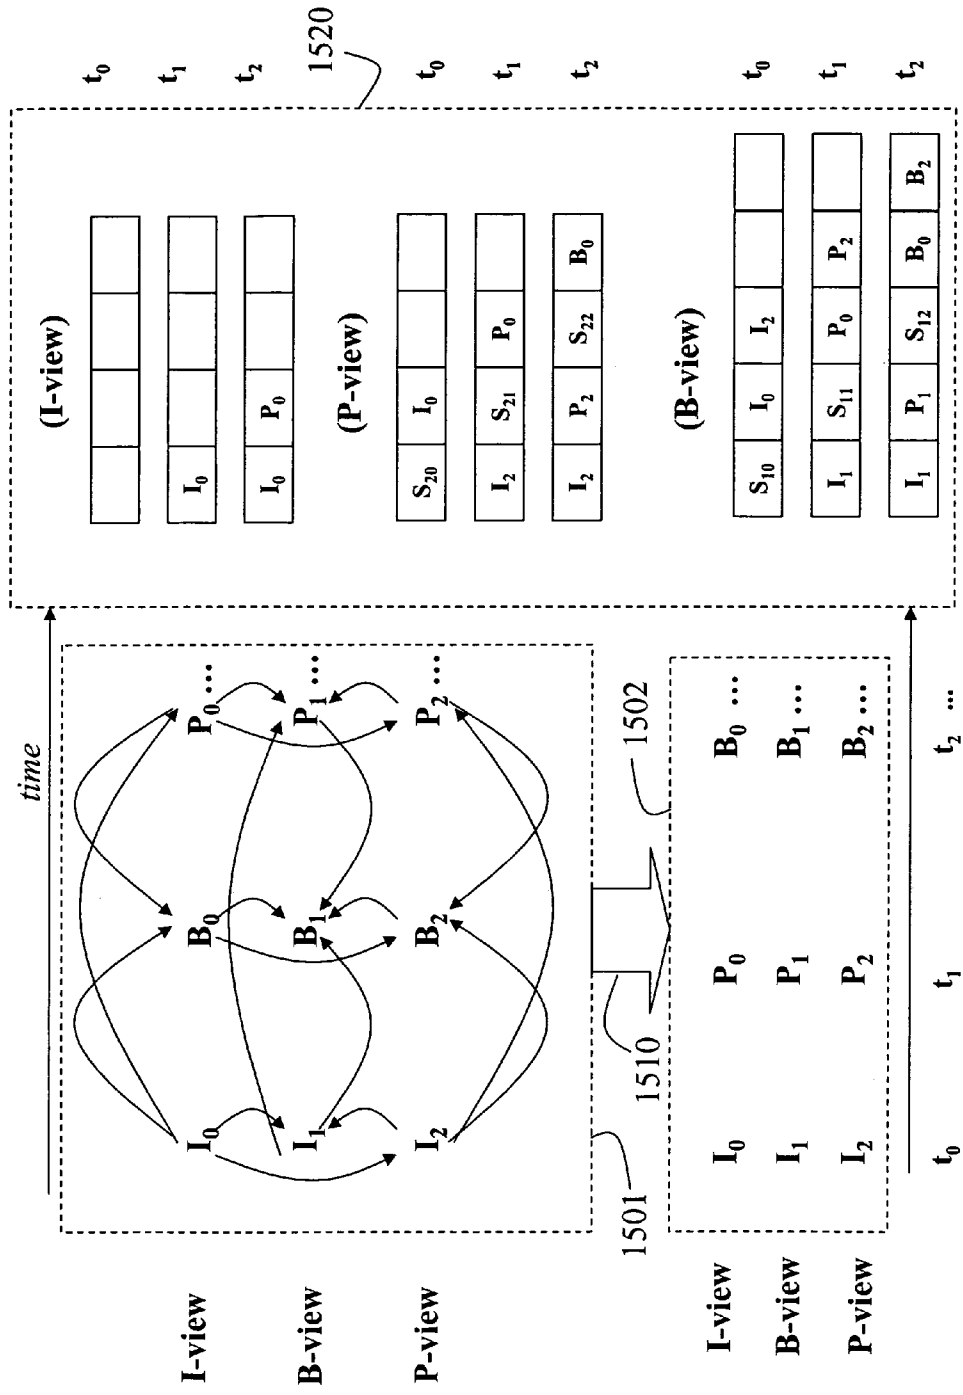 time
I-view
I₀ B₀ P₀ ...
B-view
I₁ B₁ P₁ ...
P-view
I₂ B₂ P₂ ...
1501
1510
1502
I-view I₀ P₀ B₀ ...
B-view I₁ P₁ B₁ ...
P-view I₂ P₂ B₂ ...
t₀ t₁ t₂ ...
1520
(I-view)
t₀
I₀ t₁
I₀ P₀ t₂
(P-view)
S₂₀ I₀ t₀
I₂ S₂₁ P₀ t₁
I₂ P₂ S₂₂ B₀ t₂
(B-view)
S₁₀ I₀ I₂ t₀
I₁ S₁₁ P₀ P₂ t₁
I₁ P₁ S₁₂ B₀ B₂ t₂